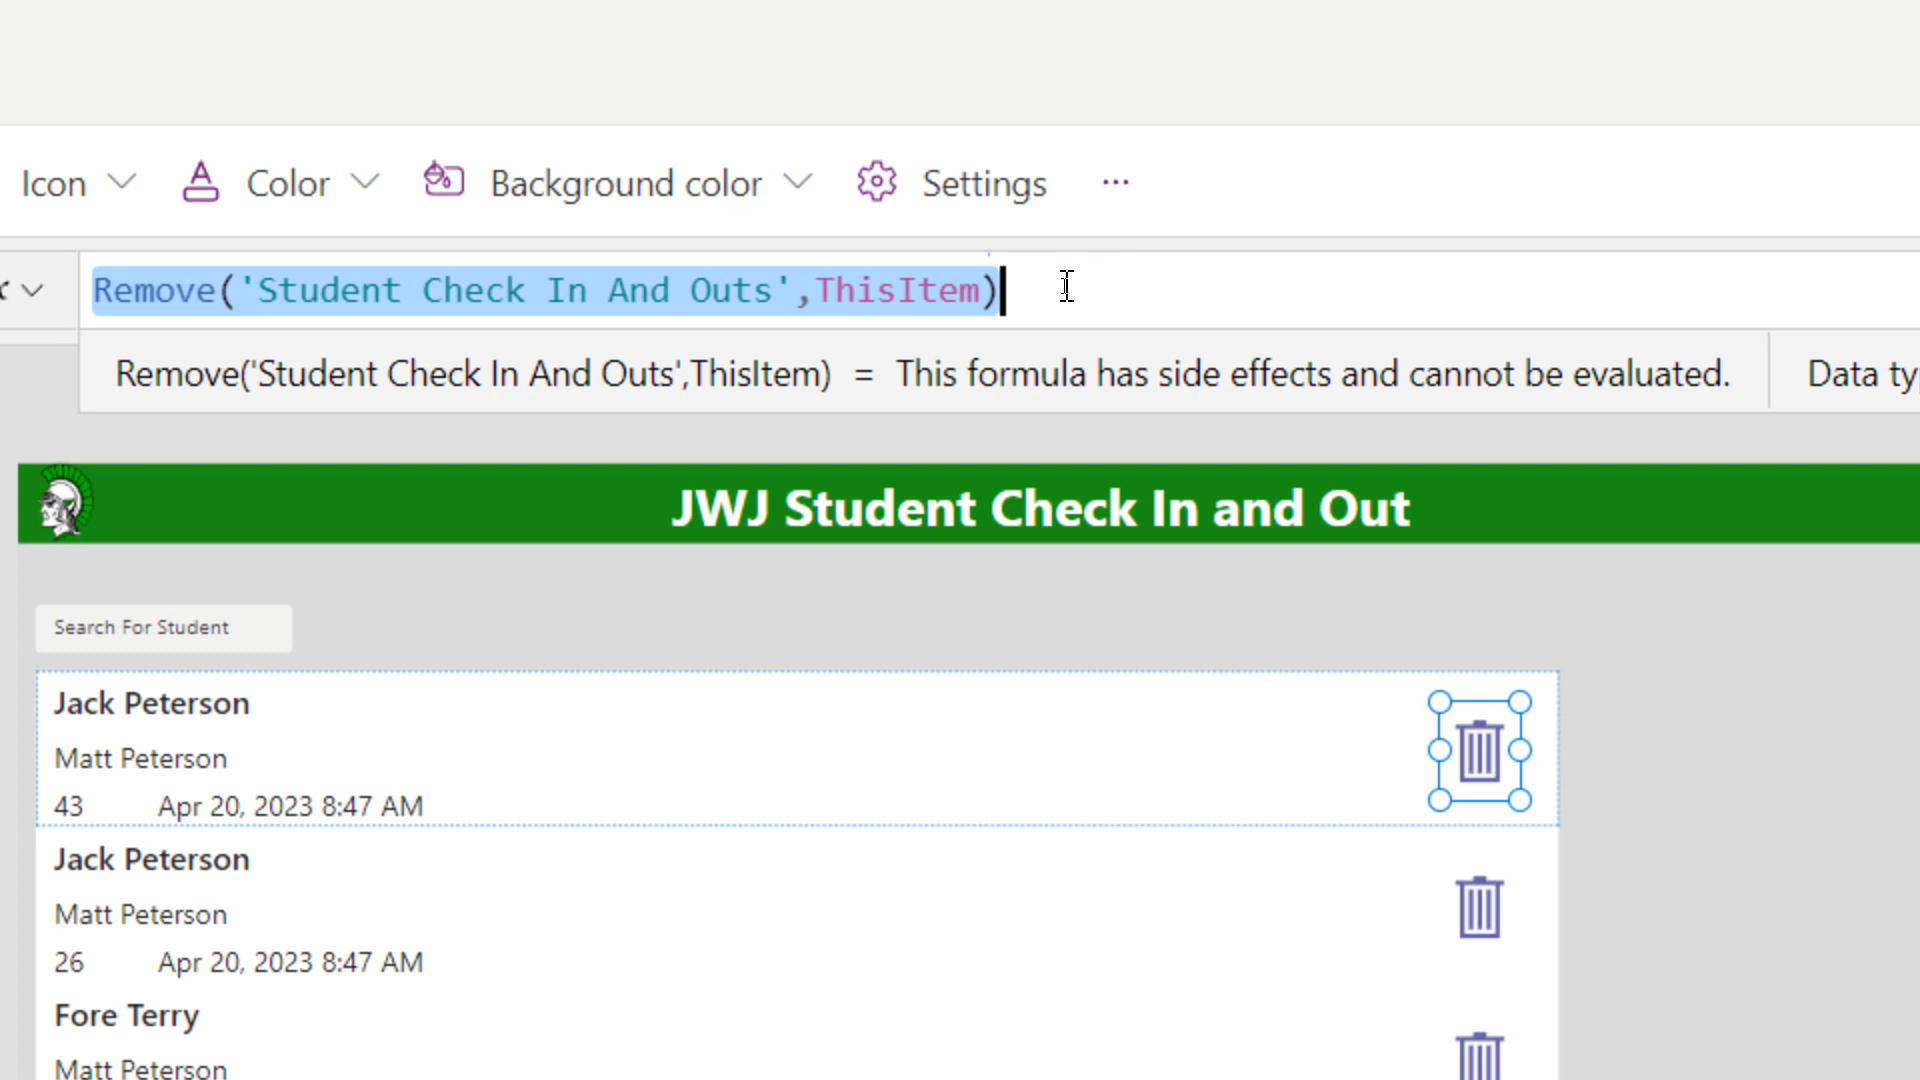 Icon Color Background color Settings ...
Remove('Student Check In And Outs',ThisItem)
Remove('Student Check In And Outs',ThisItem) = This formula has side effects and cannot be evaluated.
Data
JWJ Student Check In and Out
Search For Student
Jack Peterson
Matt Peterson
43 Apr 20, 2023 8:47 AM
Jack Peterson
Matt Peterson
26 Apr 20, 2023 8:47 AM
Fore Terry
Matt Peterson